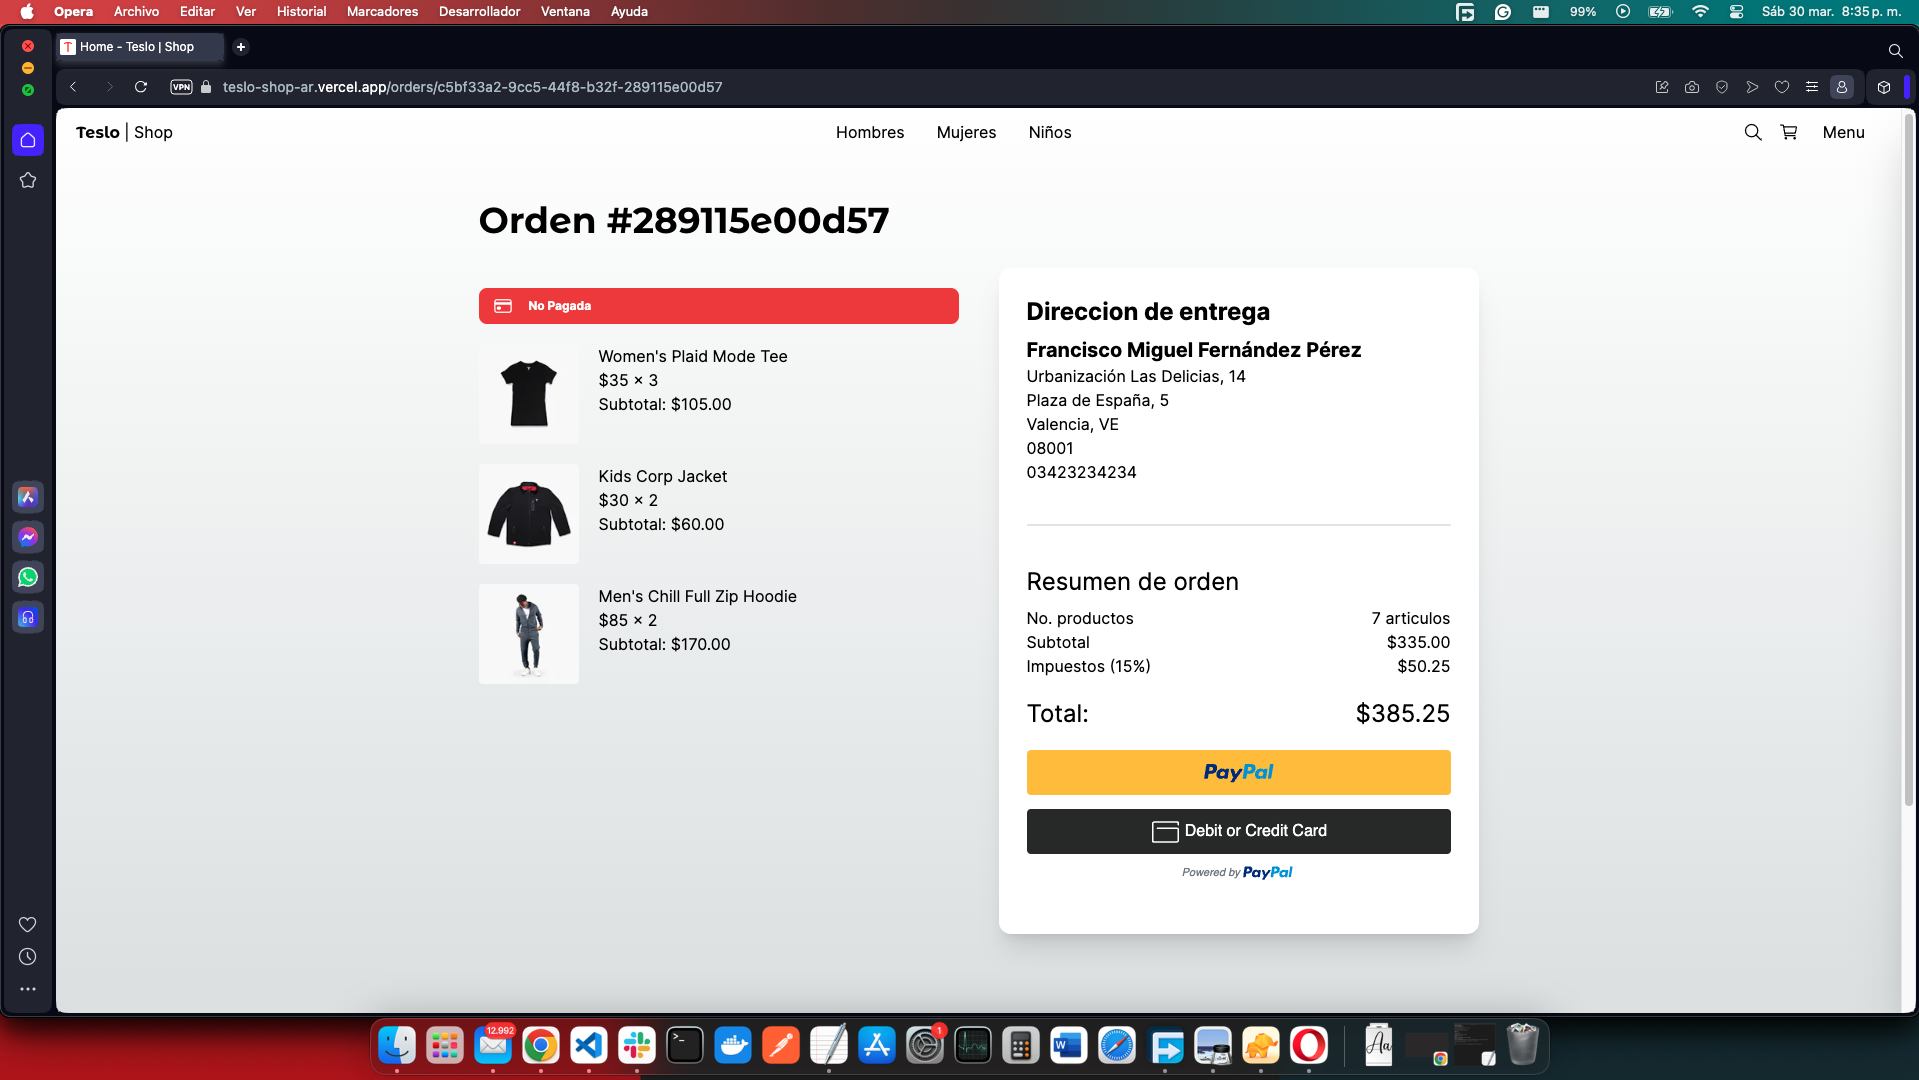 Opera Archivo Editar Ver Historial Marcadores Desarrollador Ventana Ayuda 99% Sáb 30 mar. 8:35 p. m.
T Home - Teslo | Shop +
VPN teslo-shop-ar.vercel.app/orders/c5bf33a2-9cc5-44f8-b32f-289115e00d57
Teslo | Shop Hombres Mujeres Niños Menu
Orden #289115e00d57
No Pagada
Women's Plaid Mode Tee
$35 × 3
Subtotal: $105.00
Kids Corp Jacket
$30 × 2
Subtotal: $60.00
Men's Chill Full Zip Hoodie
$85 × 2
Subtotal: $170.00
Direccion de entrega
Francisco Miguel Fernández Pérez
Urbanización Las Delicias, 14
Plaza de España, 5
Valencia, VE
08001
03423234234
Resumen de orden
No. productos 7 articulos
Subtotal $335.00
Impuestos (15%) $50.25
Total: $385.25
PayPal
Debit or Credit Card
Powered by PayPal
12.992 1
W Aa